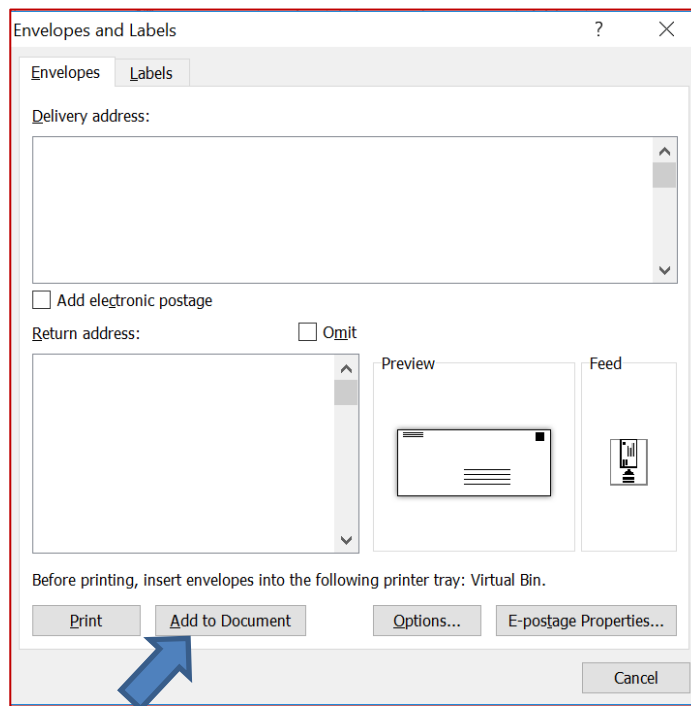 Envelopes and Labels ?
Envelopes Labels
Delivery address:
Add electronic postage
Return address: Omit
Preview Feed
Before printing, insert envelopes into the following printer tray: Virtual Bin.
Print Add to Document Options... E-postage Properties...
Cancel